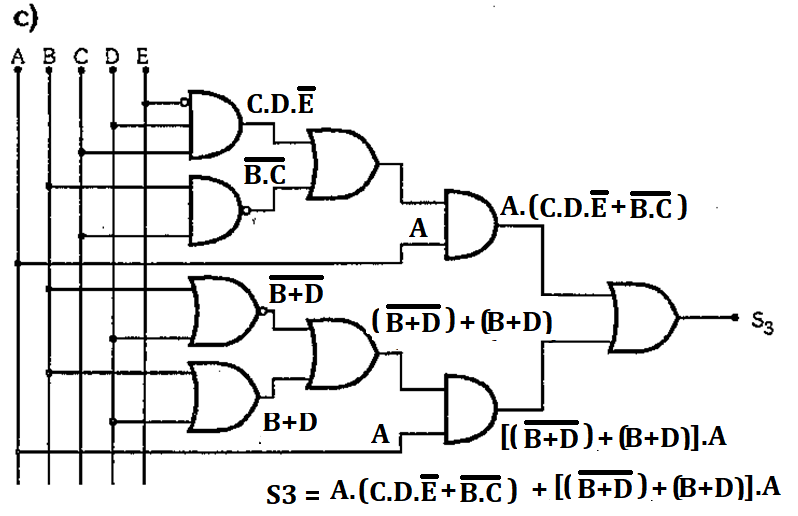 c)
A B C D E
C.D.E̅
B̅.̅C̅
A.(C.D.E̅+B̅.̅C̅)
A
B̅+̅D̅
(B̅+̅D̅)+(B+D)
S₃
B+D
A
[(B̅+̅D̅)+(B+D)].A
S3 = A.(C.D.E̅+B̅.̅C̅) + [(B̅+̅D̅)+(B+D)].A